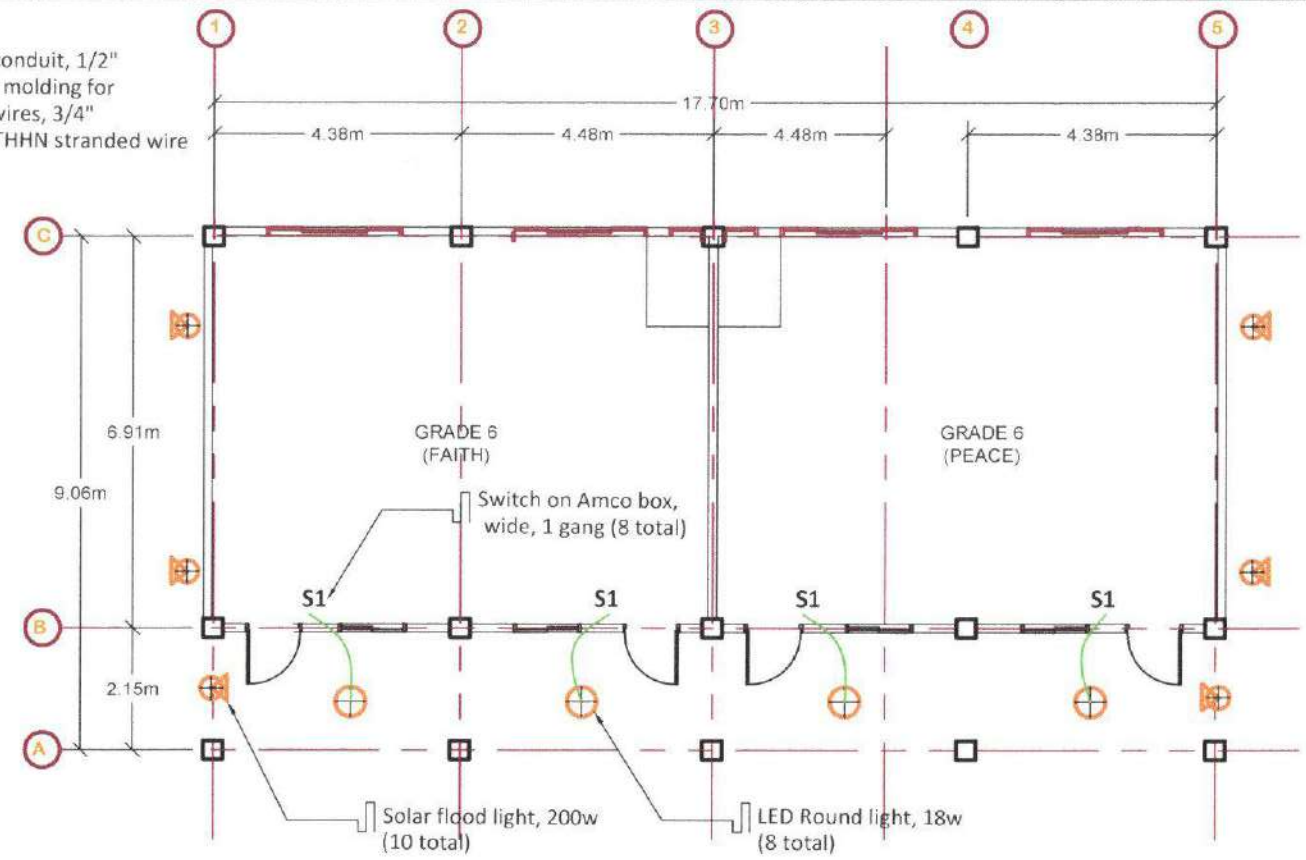 1
2
3
4
5
conduit, 1/2"
molding for
wires, 3/4"
THHN stranded wire
17.70m
4.38m
4.48m
4.48m
4.38m
C
6.91m
9.06m
GRADE 6
(FAITH)
GRADE 6
(PEACE)
Switch on Amco box,
wide, 1 gang (8 total)
S1
S1
S1
S1
B
2.15m
A
Solar flood light, 200w
(10 total)
LED Round light, 18w
(8 total)